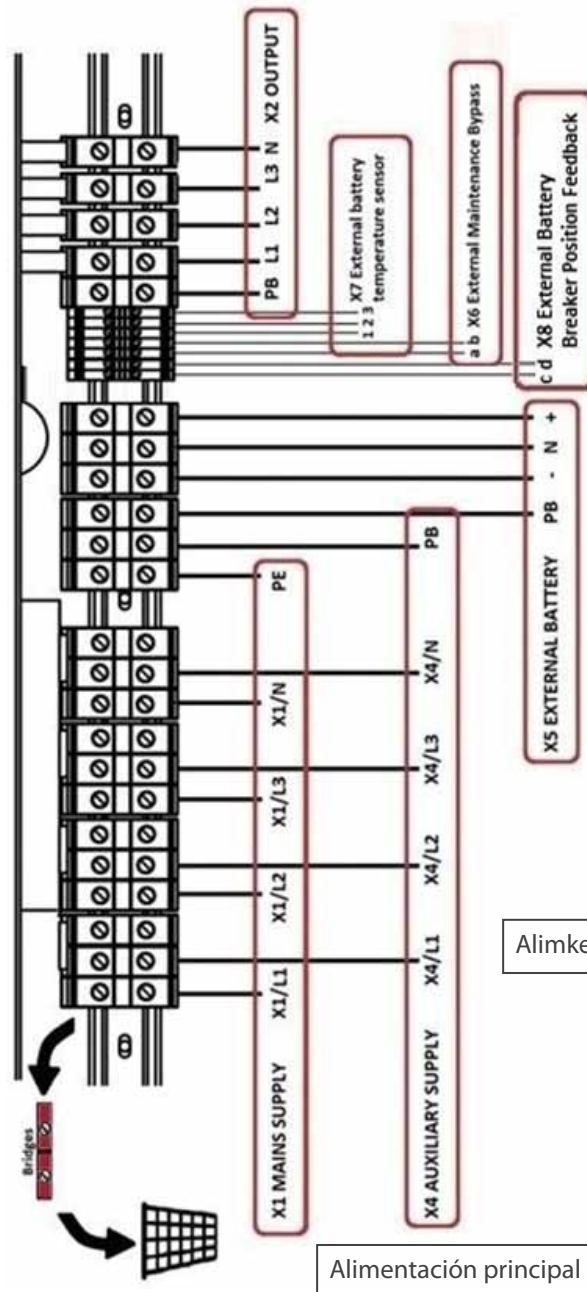 Bridges
PB L1 L2 L3 N X2 OUTPUT
1 2 3 X7 External battery
temperature sensor
a b X6 External Maintenance Bypass
c d X8 External Battery
Breaker Position Feedback
X1 MAINS SUPPLY X1/L1 X1/L2 X1/L3 X1/N PE
X4 AUXILIARY SUPPLY X4/L1 X4/L2 X4/L3 X4/N PB
X5 EXTERNAL BATTERY PB - N +
Alimke
Alimentación principal